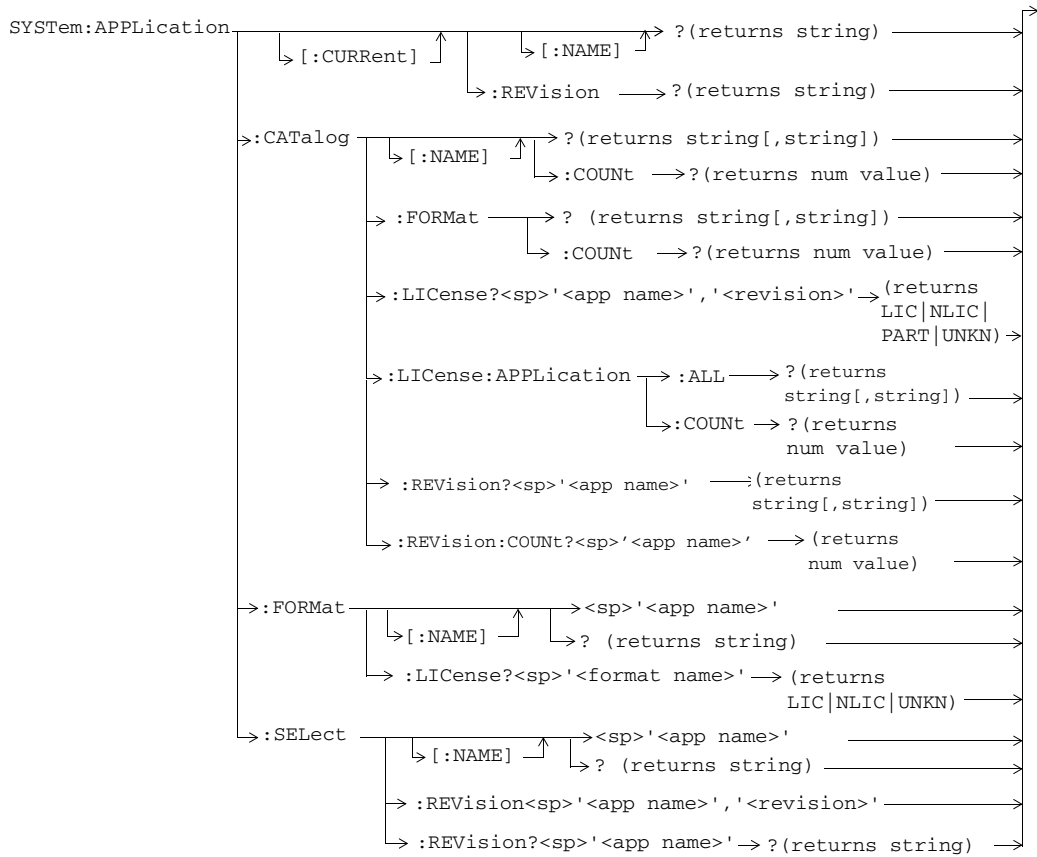 SYSTem:APPLication
[:CURRent]
[:NAME]
?(returns string)
:REVision ?(returns string)
:CATalog
[:NAME]
?(returns string[,string])
:COUNt ?(returns num value)
:FORMat ? (returns string[,string])
:COUNt ?(returns num value)
:LICense?<sp>'<app name>','<revision>' (returns
LIC|NLIC|
PART|UNKN)
:LICense:APPLication :ALL ?(returns
string[,string])
:COUNt ?(returns
num value)
:REVision?<sp>'<app name>' (returns
string[,string])
:REVision:COUNt?<sp>’<app name>’ (returns
num value)
:FORMat
[:NAME]
<sp>'<app name>'
? (returns string)
:LICense?<sp>'<format name>' (returns
LIC|NLIC|UNKN)
:SELect
[:NAME]
<sp>'<app name>'
? (returns string)
:REVision<sp>'<app name>','<revision>'
:REVision?<sp>'<app name>' ?(returns string)